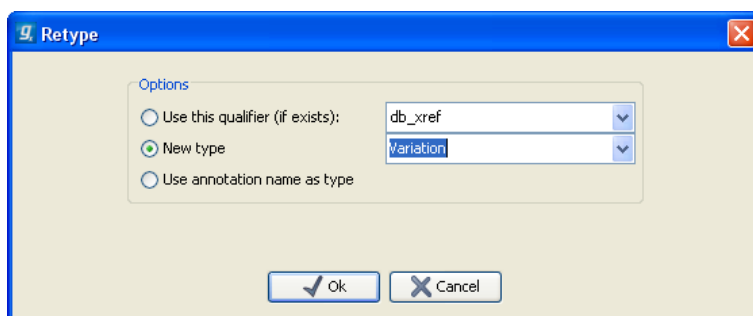 Retype
Options
Use this qualifier (if exists): db_xref
New type Variation
Use annotation name as type
Ok Cancel